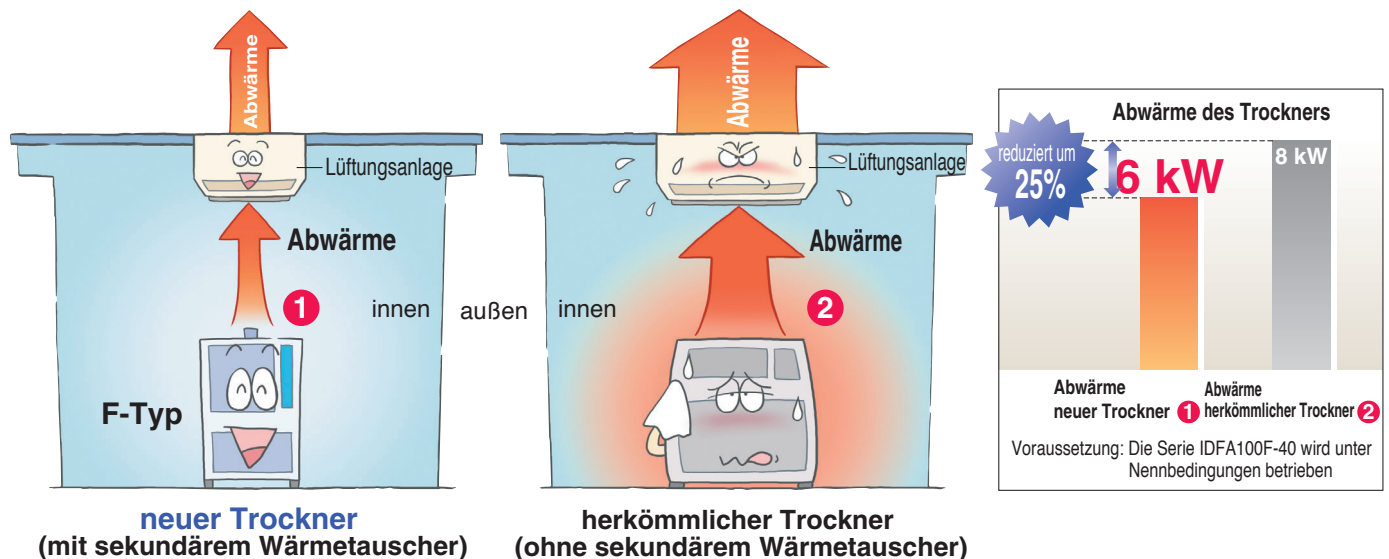 Abwärme
Lüftungsanlage
Abwärme
1
innen
F-Typ
neuer Trockner
(mit sekundärem Wärmetauscher)
außen
Abwärme
Lüftungsanlage
Abwärme
2
innen
herkömmlicher Trockner
(ohne sekundärem Wärmetauscher)
Abwärme des Trockners
reduziert um
25%
6 kW
8 kW
Abwärme
neuer Trockner 1
Abwärme
herkömmlicher Trockner 2
Voraussetzung: Die Serie IDFA100F-40 wird unter
Nennbedingungen betrieben